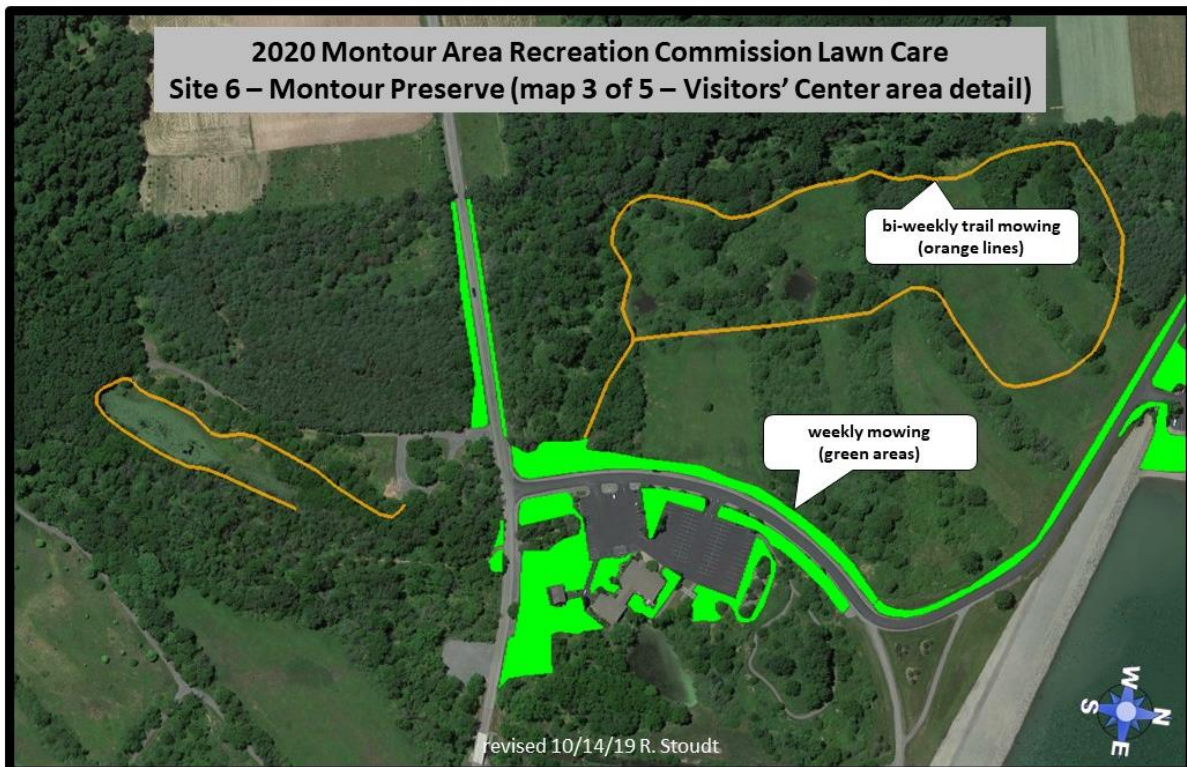 2020 Montour Area Recreation Commission Lawn Care
Site 6 – Montour Preserve (map 3 of 5 – Visitors’ Center area detail)
bi-weekly trail mowing
(orange lines)
weekly mowing
(green areas)
W
S
N
E
revised 10/14/19 R. Stoudt